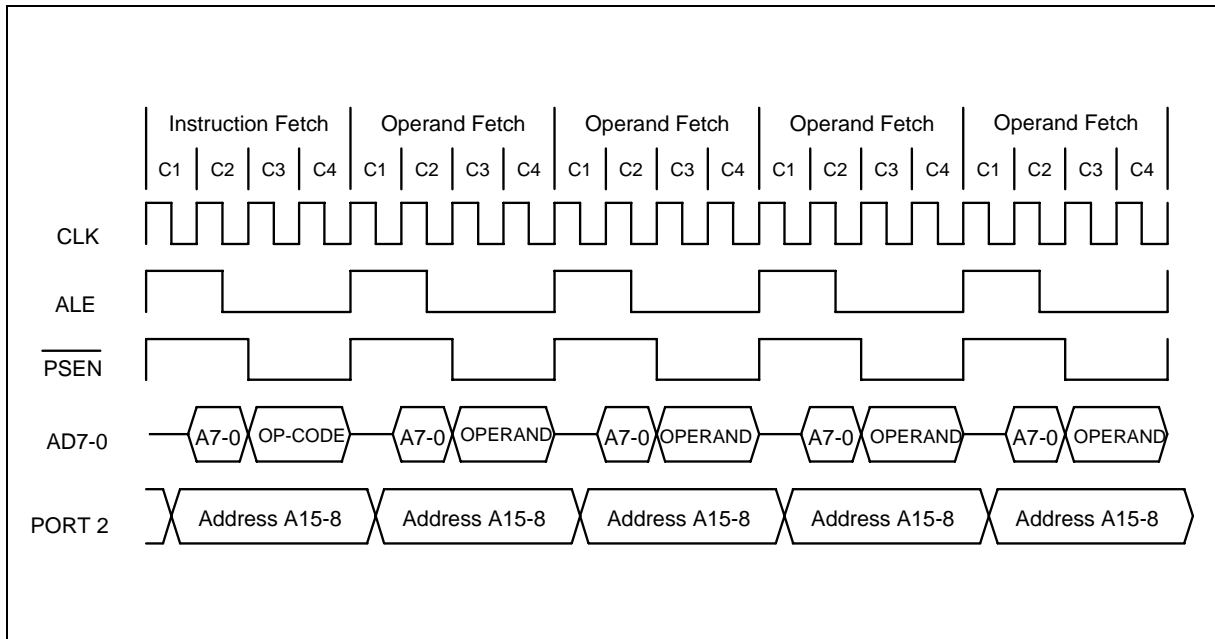 Instruction Fetch Operand Fetch Operand Fetch Operand Fetch Operand Fetch
C1 C2 C3 C4 C1 C2 C3 C4 C1 C2 C3 C4 C1 C2 C3 C4 C1 C2 C3 C4
CLK
ALE
PSEN
AD7-0 A7-0 OP-CODE A7-0 OPERAND A7-0 OPERAND A7-0 OPERAND A7-0 OPERAND
PORT 2 Address A15-8 Address A15-8 Address A15-8 Address A15-8 Address A15-8